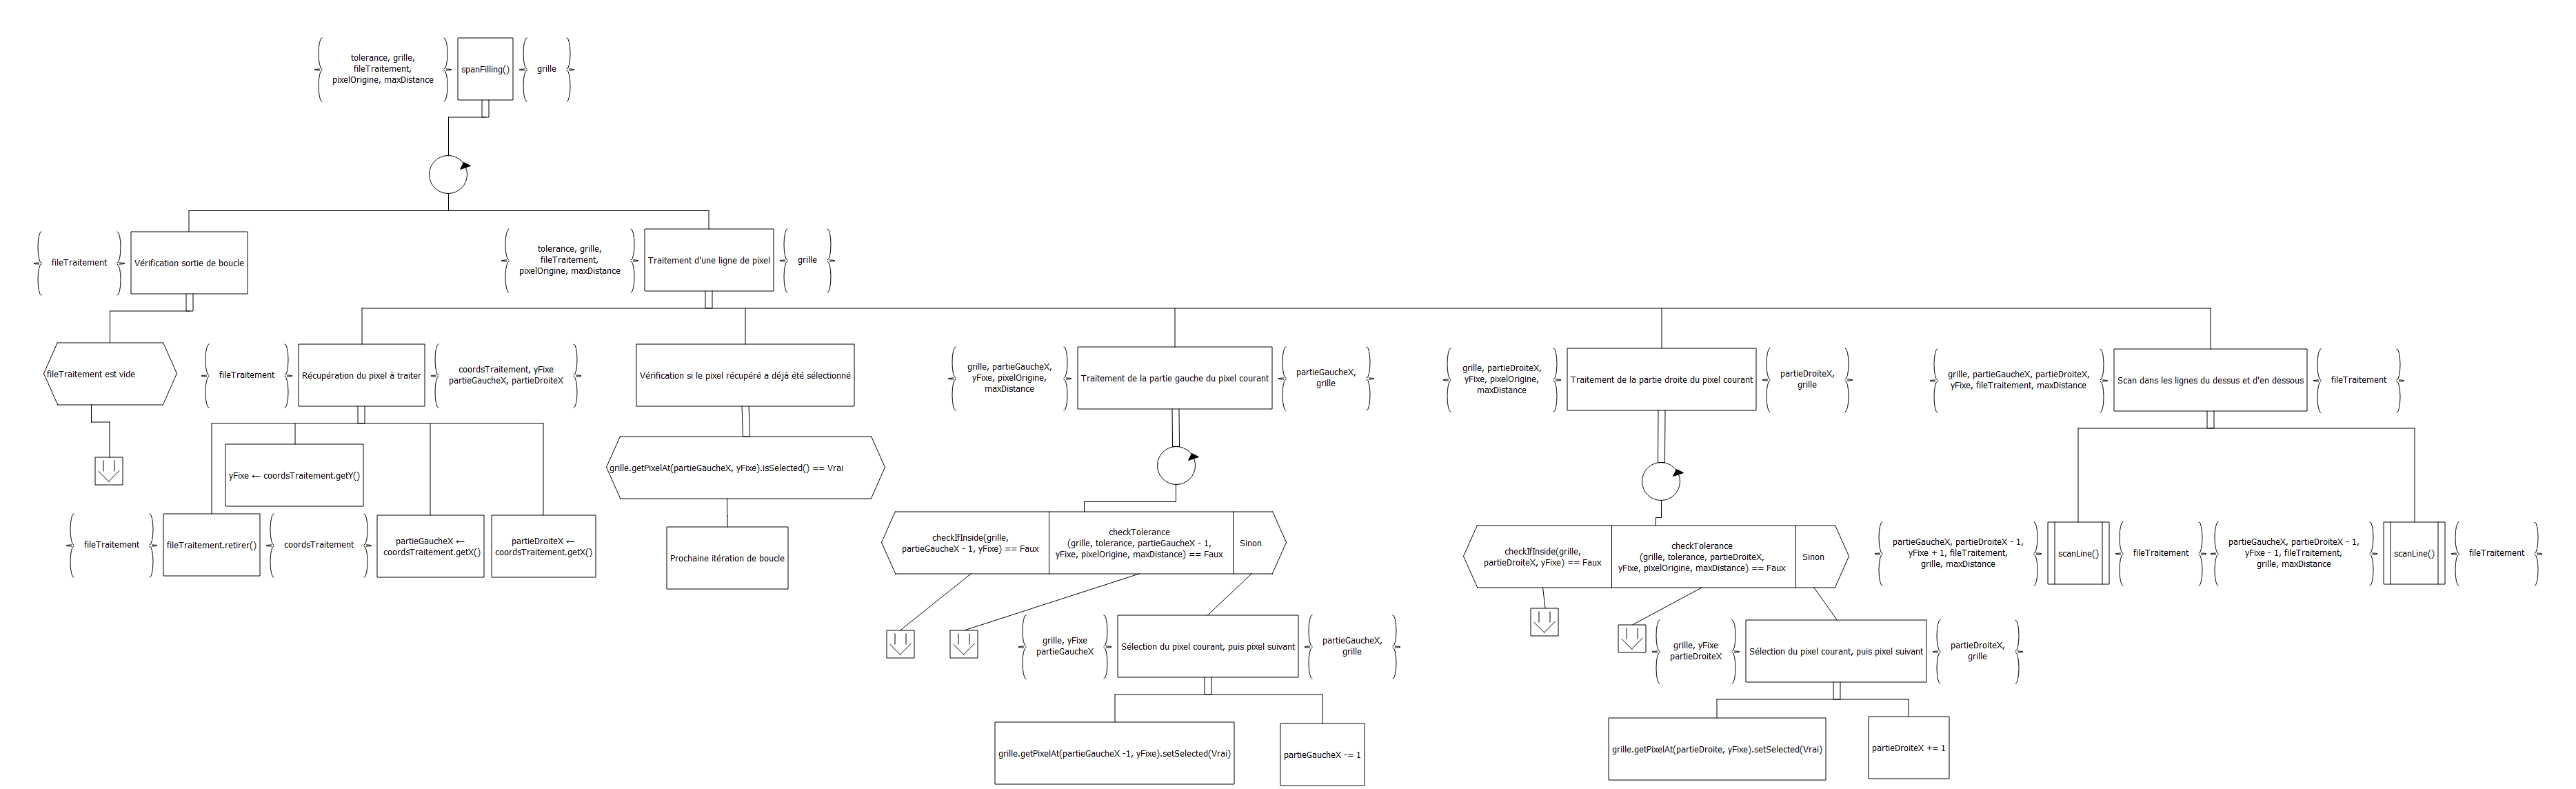 tolerance, grille,
fileTraitement,
pixelOrigine, maxDistance
spanFilling()
grille
fileTraitement
Vérification sortie de boucle
tolerance, grille,
fileTraitement,
pixelOrigine, maxDistance
Traitement d'une ligne de pixel
grille
fileTraitement est vide
fileTraitement
Récupération du pixel à traiter
coordsTraitement, yFixe
partieGaucheX, partieDroiteX
Vérification si le pixel récupéré a déjà été sélectionné
grille, partieGaucheX,
yFixe, pixelOrigine,
maxDistance
Traitement de la partie gauche du pixel courant
partieGaucheX,
grille
grille, partieDroiteX,
yFixe, pixelOrigine,
maxDistance
Traitement de la partie droite du pixel courant
partieDroiteX,
grille
grille, partieGaucheX, partieDroiteX,
yFixe, fileTraitement, maxDistance
Scan dans les lignes du dessus et d'en dessous
fileTraitement
yFixe ← coordsTraitement.getY()
grille.getPixelAt(partieGaucheX, yFixe).isSelected() == Vrai
fileTraitement
fileTraitement.retirer()
coordsTraitement
partieGaucheX ←
coordsTraitement.getX()
partieDroiteX ←
coordsTraitement.getX()
Prochaine itération de boucle
checkIfInside(grille,
partieGaucheX - 1, yFixe) == Faux
checkTolerance
(grille, tolerance, partieGaucheX - 1,
yFixe, pixelOrigine, maxDistance) == Faux
Sinon
checkIfInside(grille,
partieDroiteX, yFixe) == Faux
checkTolerance
(grille, tolerance, partieDroiteX,
yFixe, pixelOrigine, maxDistance) == Faux
Sinon
partieGaucheX, partieDroiteX - 1,
yFixe + 1, fileTraitement,
grille, maxDistance
scanLine()
fileTraitement
partieGaucheX, partieDroiteX - 1,
yFixe - 1, fileTraitement,
grille, maxDistance
scanLine()
fileTraitement
grille, yFixe
partieGaucheX
Sélection du pixel courant, puis pixel suivant
partieGaucheX,
grille
grille, yFixe
partieDroiteX
Sélection du pixel courant, puis pixel suivant
partieDroiteX,
grille
grille.getPixelAt(partieGaucheX -1, yFixe).setSelected(Vrai)
partieGaucheX -= 1
grille.getPixelAt(partieDroite, yFixe).setSelected(Vrai)
partieDroiteX += 1